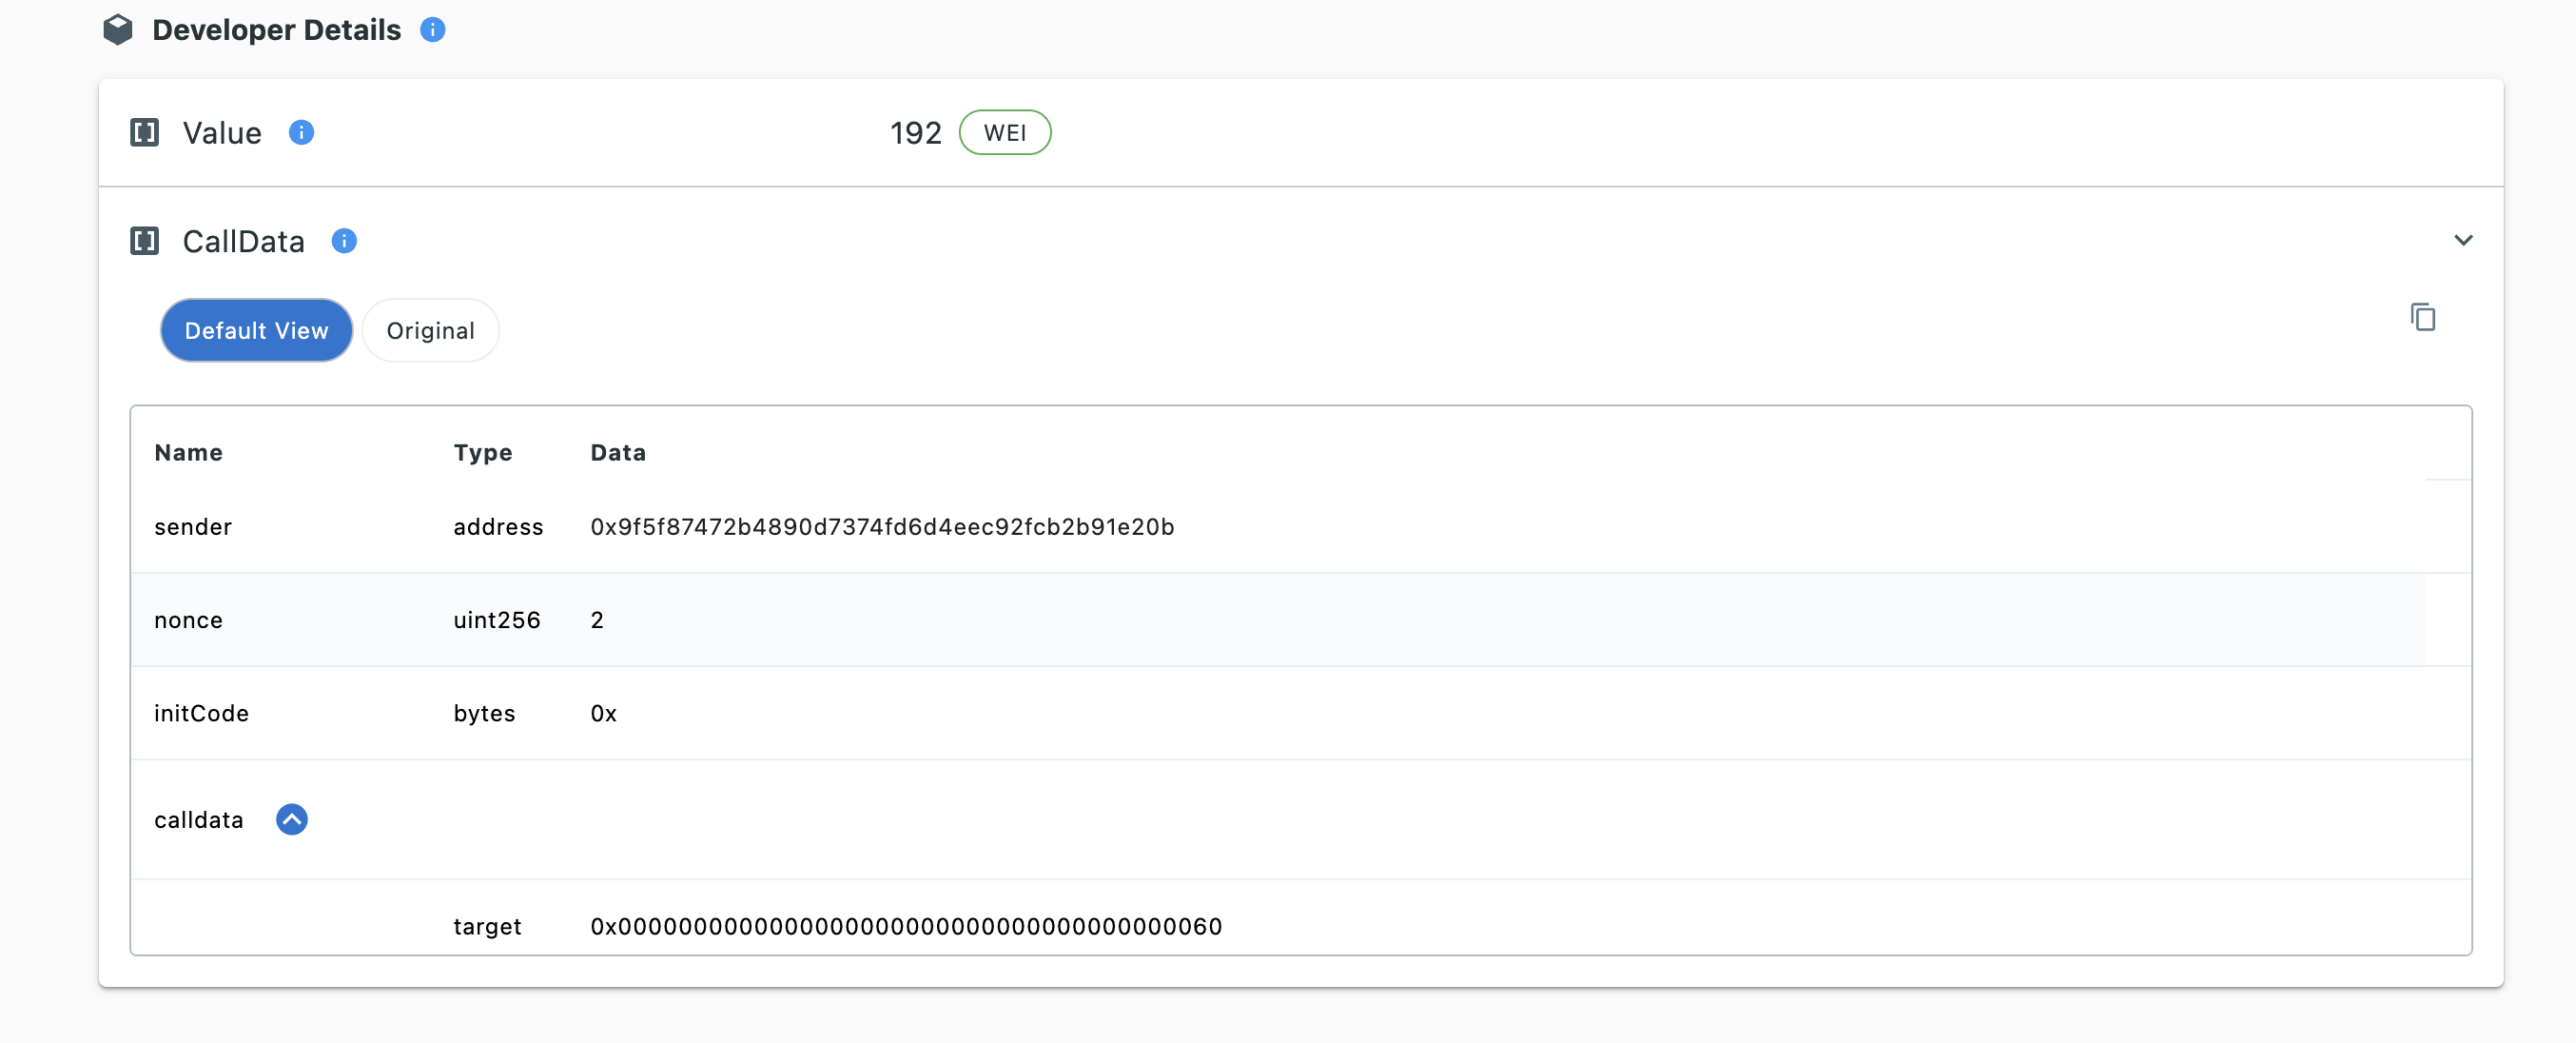 Developer Details
Value 192 WEI
CallData
Default View Original
Name Type Data
sender address 0x9f5f87472b4890d7374fd6d4eec92fcb2b91e20b
nonce uint256 2
initCode bytes 0x
calldata
target 0x0000000000000000000000000000000000000060